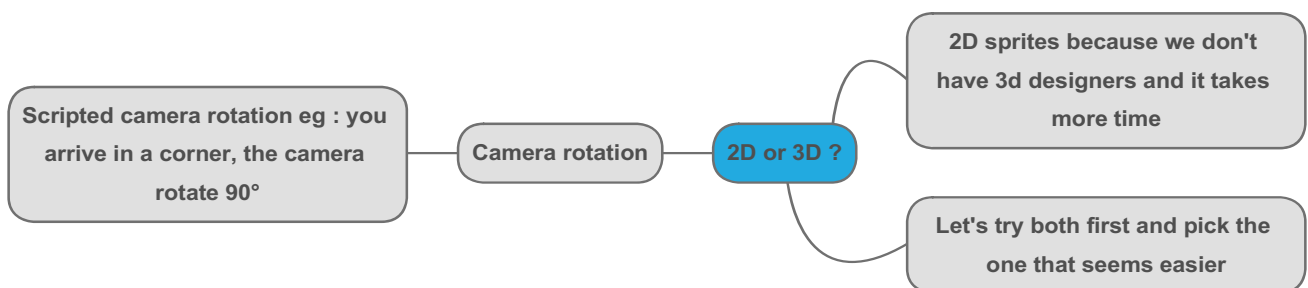 Scripted camera rotation eg : you
arrive in a corner, the camera
rotate 90°
Camera rotation
2D or 3D ?
2D sprites because we don't
have 3d designers and it takes
more time
Let's try both first and pick the
one that seems easier